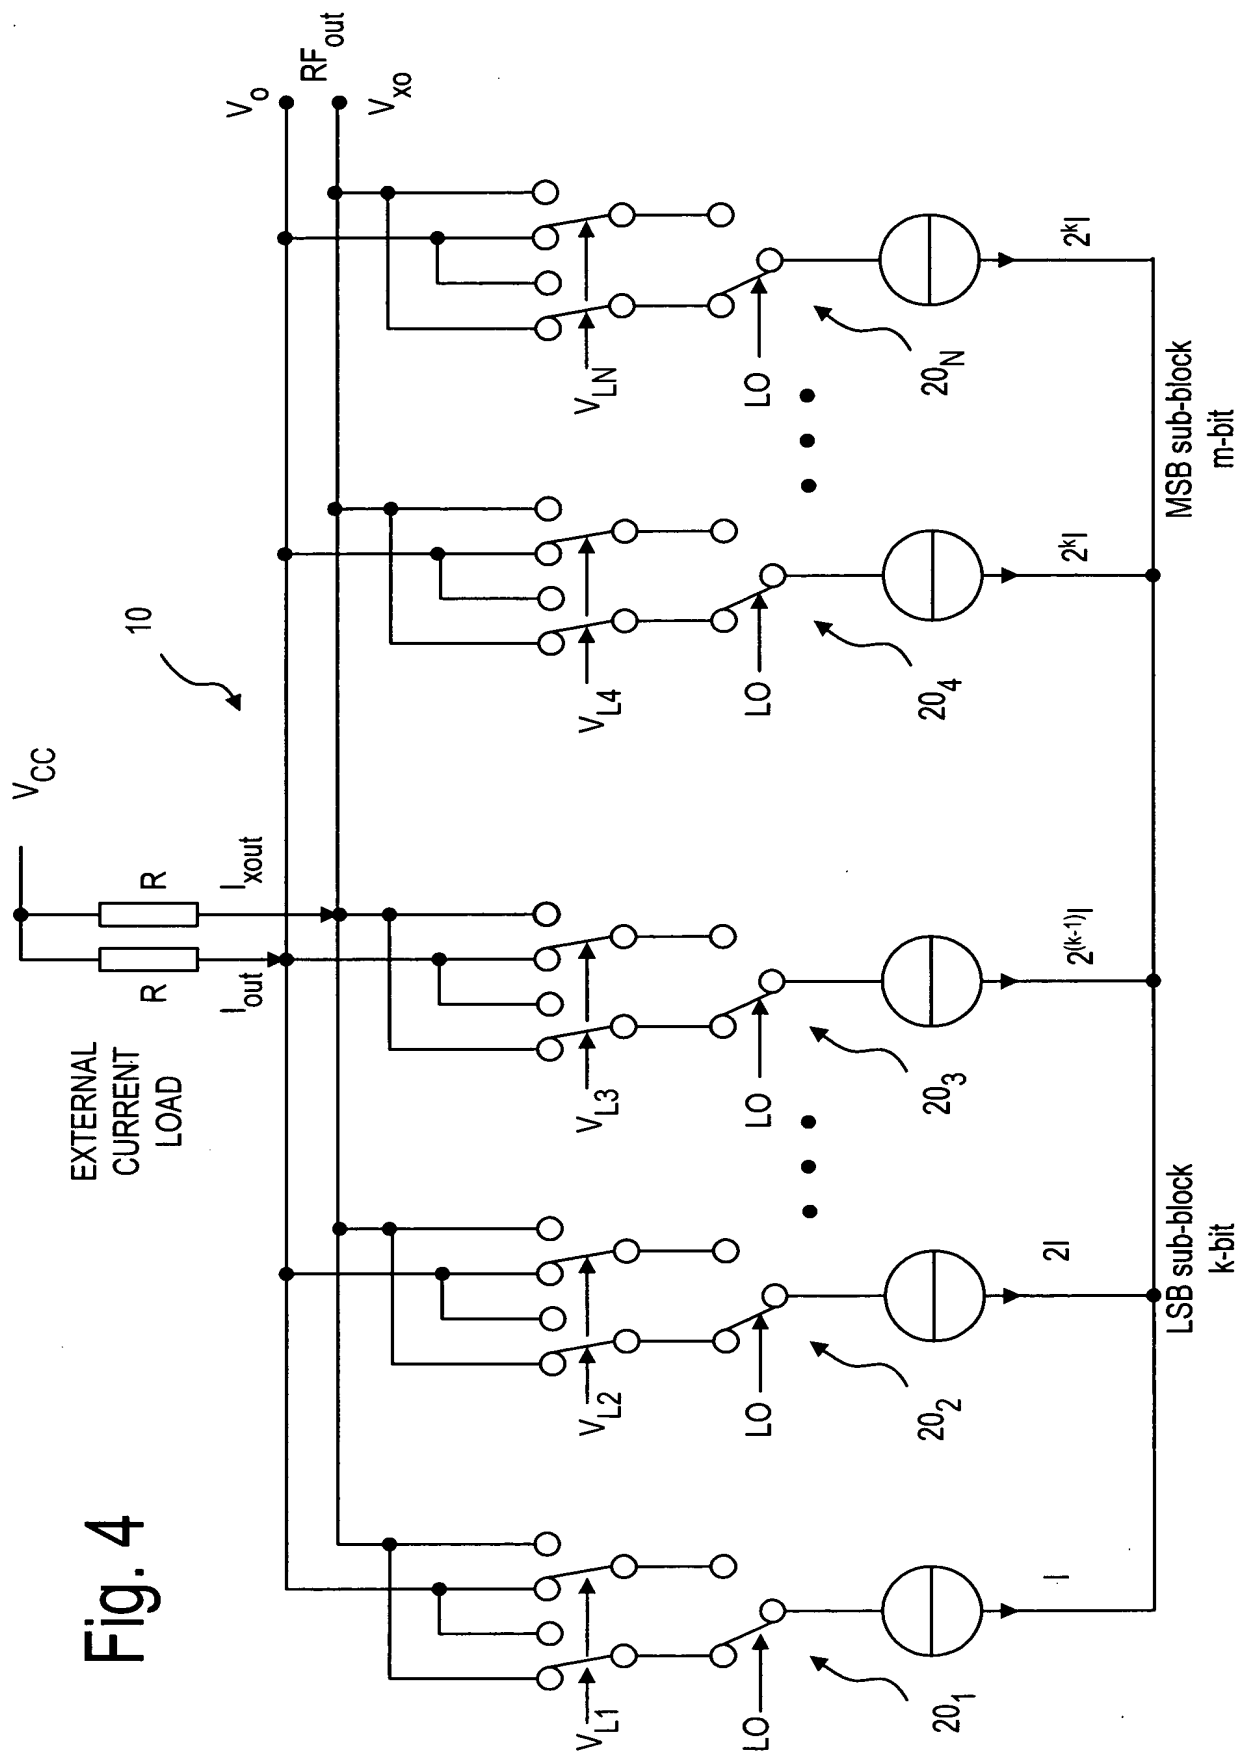 Fig. 4
10
V_CC
EXTERNAL
CURRENT
LOAD
R
R
I_out
I_xout
V_o
RF_out
V_xo
V_L1
V_L2
V_L3
V_L4
V_LN
LO
LO
LO
LO
LO
20_1
20_2
20_3
20_4
20_N
I
2I
2^(k-1)I
2^kI
2^kI
LSB sub-block
k-bit
MSB sub-block
m-bit